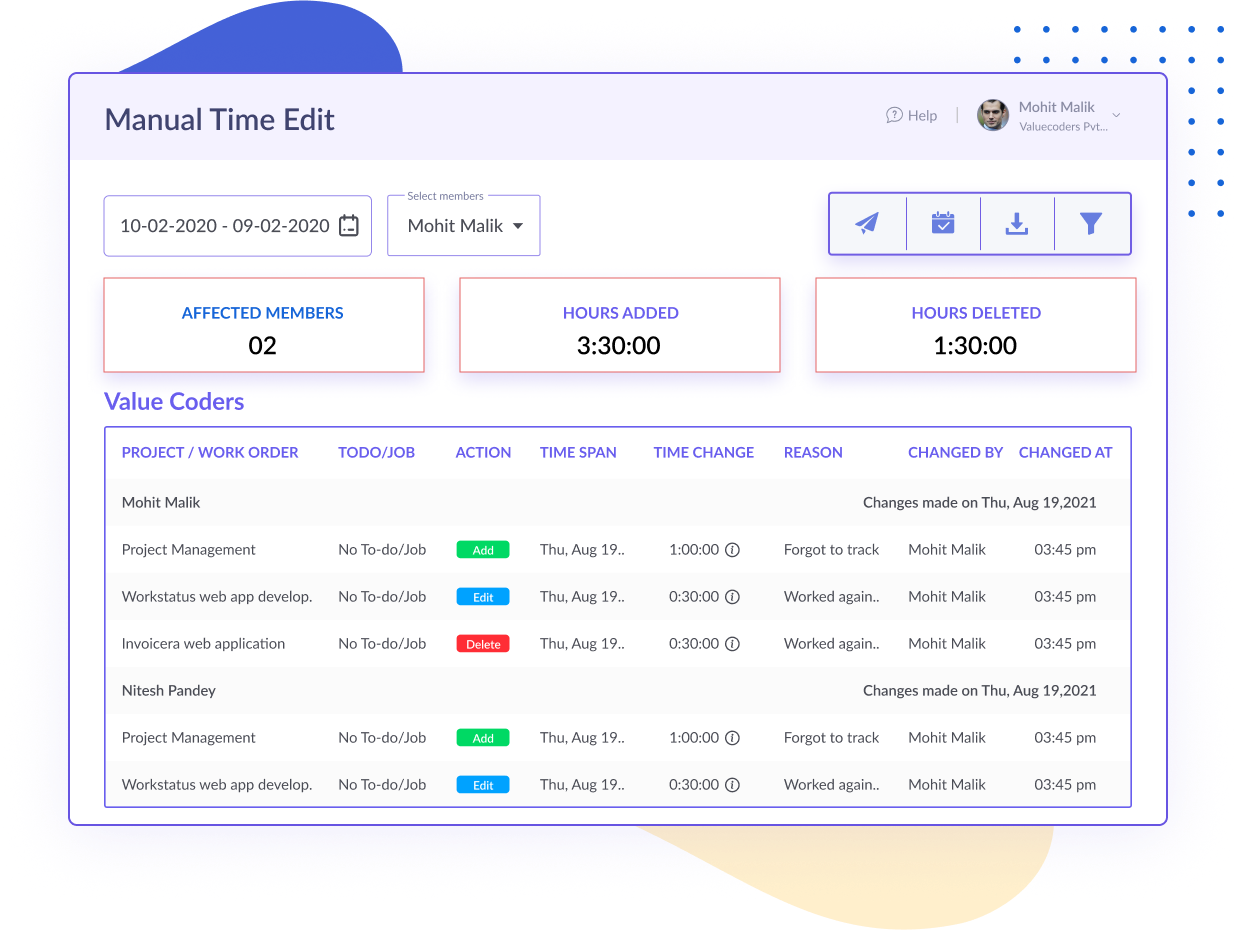 Manual Time Edit
Help
Mohit Malik
Valuecoders Pvt...
10-02-2020 - 09-02-2020
Select members
Mohit Malik
AFFECTED MEMBERS
02
HOURS ADDED
3:30:00
HOURS DELETED
1:30:00
Value Coders
PROJECT / WORK ORDER TODO/JOB ACTION TIME SPAN TIME CHANGE REASON CHANGED BY CHANGED AT
Mohit Malik Changes made on Thu, Aug 19,2021
Project Management No To-do/Job Add Thu, Aug 19.. 1:00:00 Forgot to track Mohit Malik 03:45 pm
Workstatus web app develop. No To-do/Job Edit Thu, Aug 19.. 0:30:00 Worked again.. Mohit Malik 03:45 pm
Invoicera web application No To-do/Job Delete Thu, Aug 19.. 0:30:00 Worked again.. Mohit Malik 03:45 pm
Nitesh Pandey Changes made on Thu, Aug 19,2021
Project Management No To-do/Job Add Thu, Aug 19.. 1:00:00 Forgot to track Mohit Malik 03:45 pm
Workstatus web app develop. No To-do/Job Edit Thu, Aug 19.. 0:30:00 Worked again.. Mohit Malik 03:45 pm